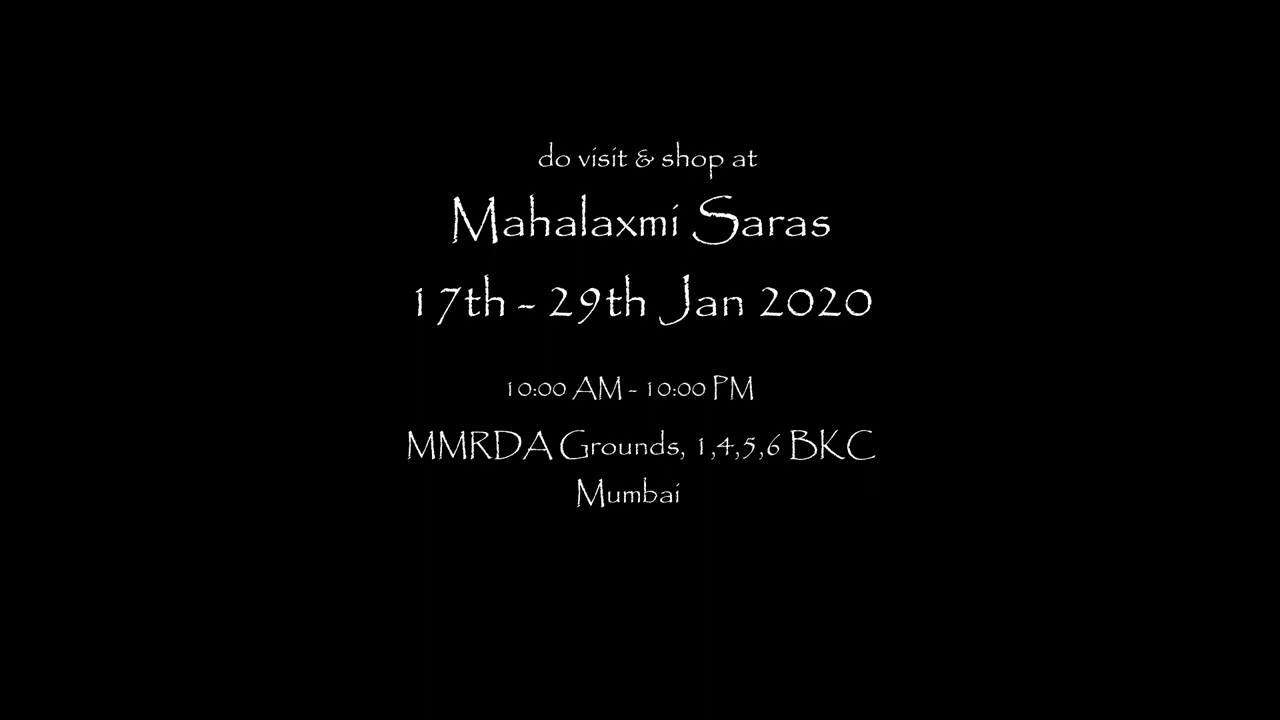 do visit & shop at
Mahalaxmi Saras
17th - 29th Jan 2020
10:00 AM - 10:00 PM
MMRDA Grounds, 1,4,5,6 BKC
Mumbai